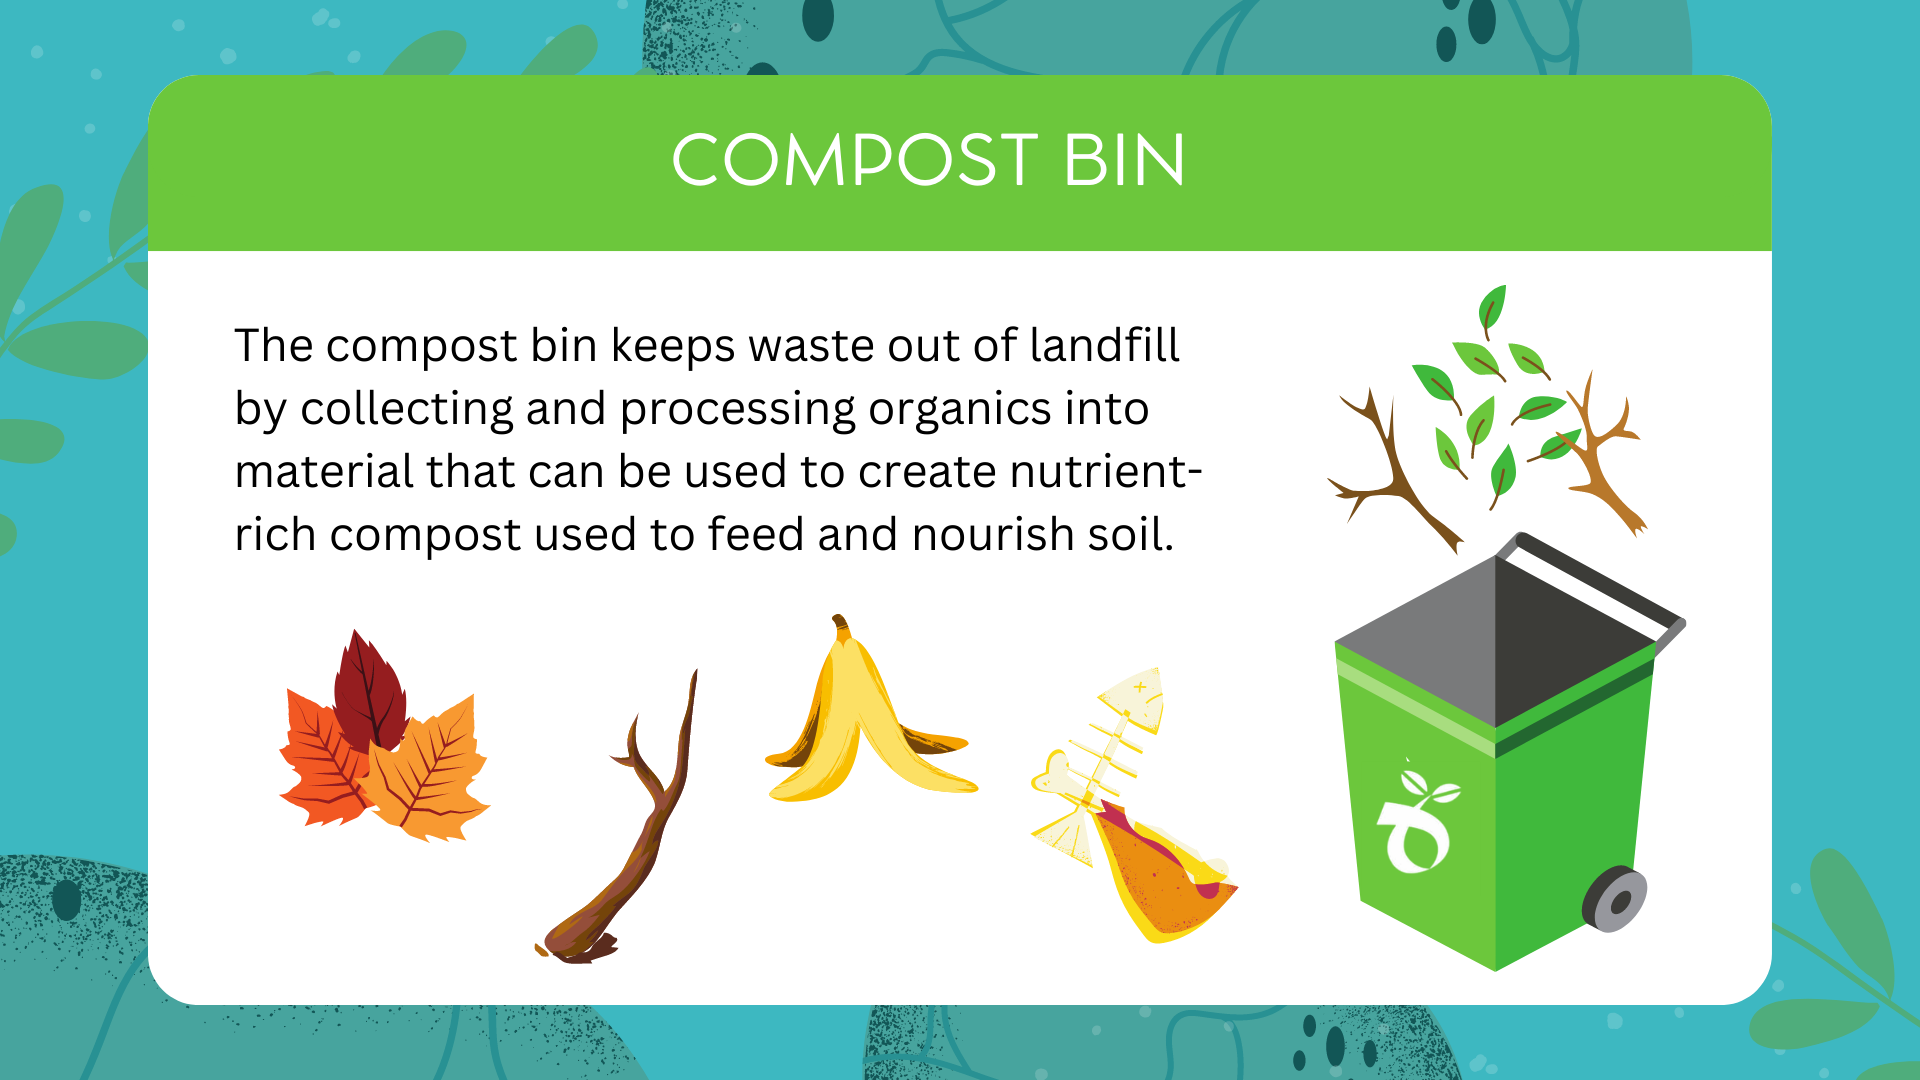 COMPOST BIN
The compost bin keeps waste out of landfill
by collecting and processing organics into
material that can be used to create nutrient-
rich compost used to feed and nourish soil.